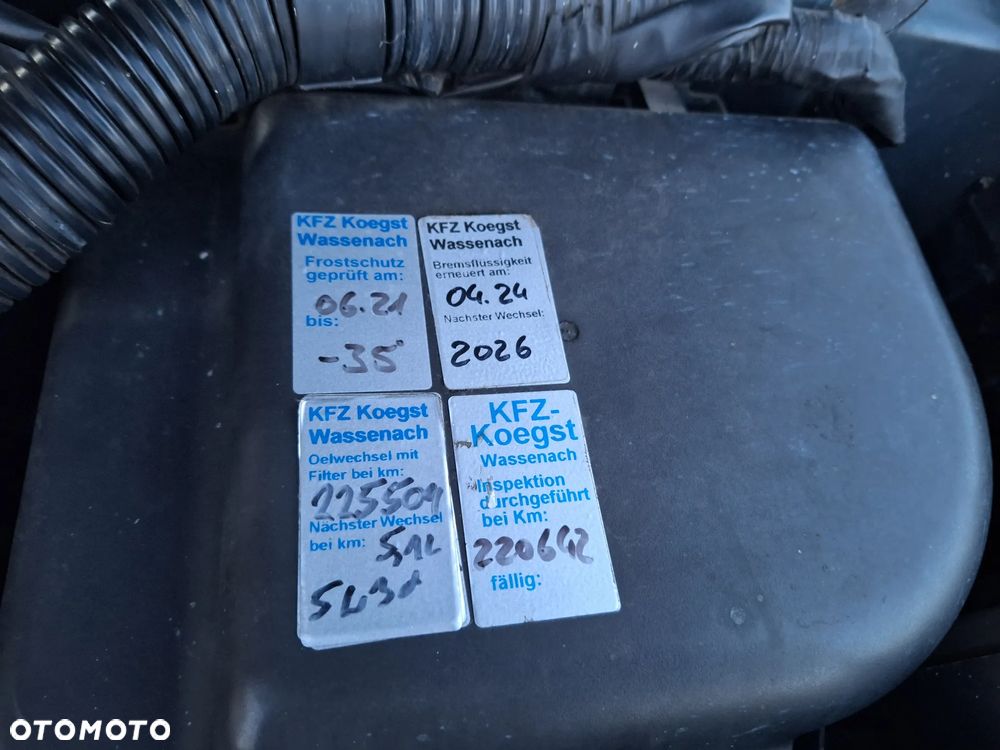 KFZ Koegst
Wassenach
Frostschutz
geprüft am:
06.21
bis:
-35°
KFZ Koegst
Wassenach
Bremsflüssigkeit
erneuert am:
04.24
Nächster Wechsel:
2026
KFZ Koegst
Wassenach
Oelwechsel mit
Filter bei km:
225504
Nächster Wechsel
bei km: 5,1L
KFZ-
Koegst
Wassenach
Inspektion
durchgeführt
bei Km:
220642
fällig:
OTOMOTO